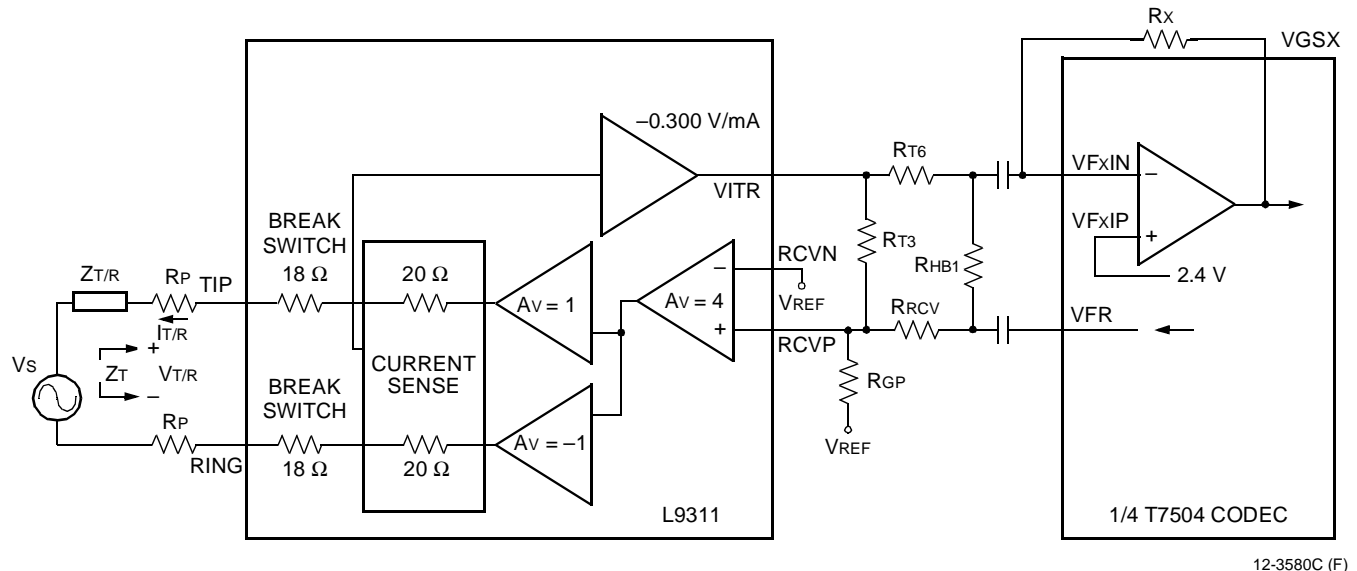 RX
VGSX
–0.300 V/mA
VITR
RT6
VFXIN
−
VFXIP
+
2.4 V
BREAK
SWITCH
18 Ω
20 Ω
AV = 1
AV = 4
−
+
RCVN
VREF
RCVP
RT3
RHB1
RRCV
VFR
ZT/R
RP
TIP
IT/R
VS
ZT
+
VT/R
−
CURRENT
SENSE
BREAK
SWITCH
18 Ω
20 Ω
AV = –1
RP
RING
RGP
VREF
L9311
1/4 T7504 CODEC
12-3580C (F)